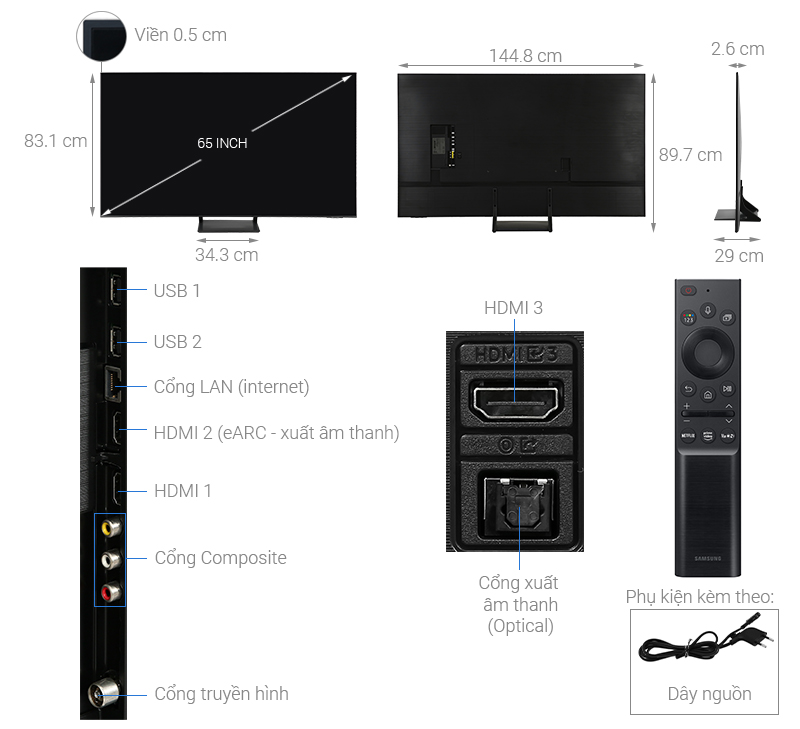 Viền 0.5 cm
144.8 cm
2.6 cm
83.1 cm
65 INCH
89.7 cm
34.3 cm
29 cm
USB 1
USB 2
Cổng LAN (internet)
HDMI 2 (eARC - xuất âm thanh)
HDMI 1
Cổng Composite
Cổng truyền hình
HDMI 3
HDMI 3
Cổng xuất
âm thanh
(Optical)
123
NETFLIX
SAMSUNG
Phụ kiện kèm theo:
Dây nguồn